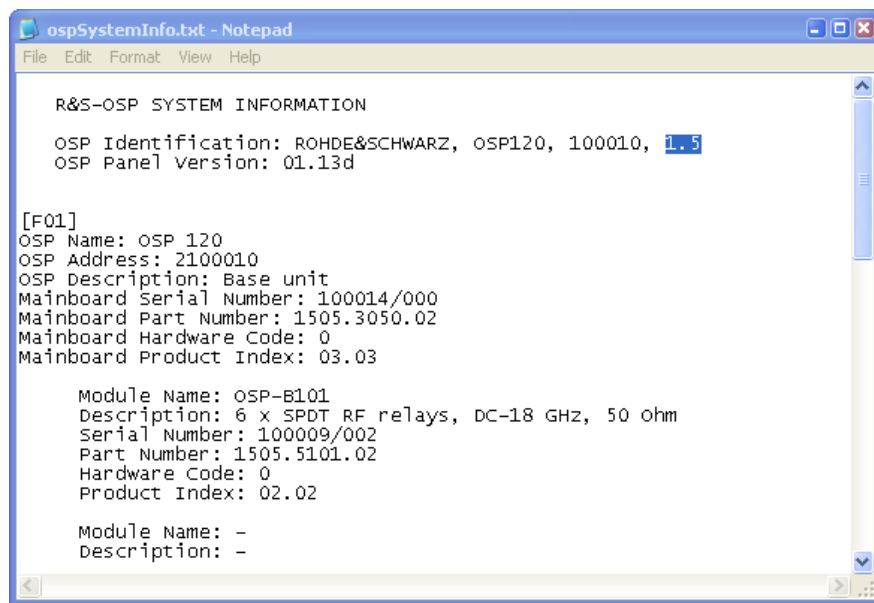 ospSystemInfo.txt - Notepad
File Edit Format View Help
R&S-OSP SYSTEM INFORMATION
OSP Identification: ROHDE&SCHWARZ, OSP120, 100010, 1.5
OSP Panel Version: 01.13d
[F01]
OSP Name: OSP 120
OSP Address: 2100010
OSP Description: Base unit
Mainboard Serial Number: 100014/000
Mainboard Part Number: 1505.3050.02
Mainboard Hardware Code: 0
Mainboard Product Index: 03.03
Module Name: OSP-B101
Description: 6 x SPDT RF relays, DC-18 GHz, 50 Ohm
Serial Number: 100009/002
Part Number: 1505.5101.02
Hardware Code: 0
Product Index: 02.02
Module Name: -
Description: -